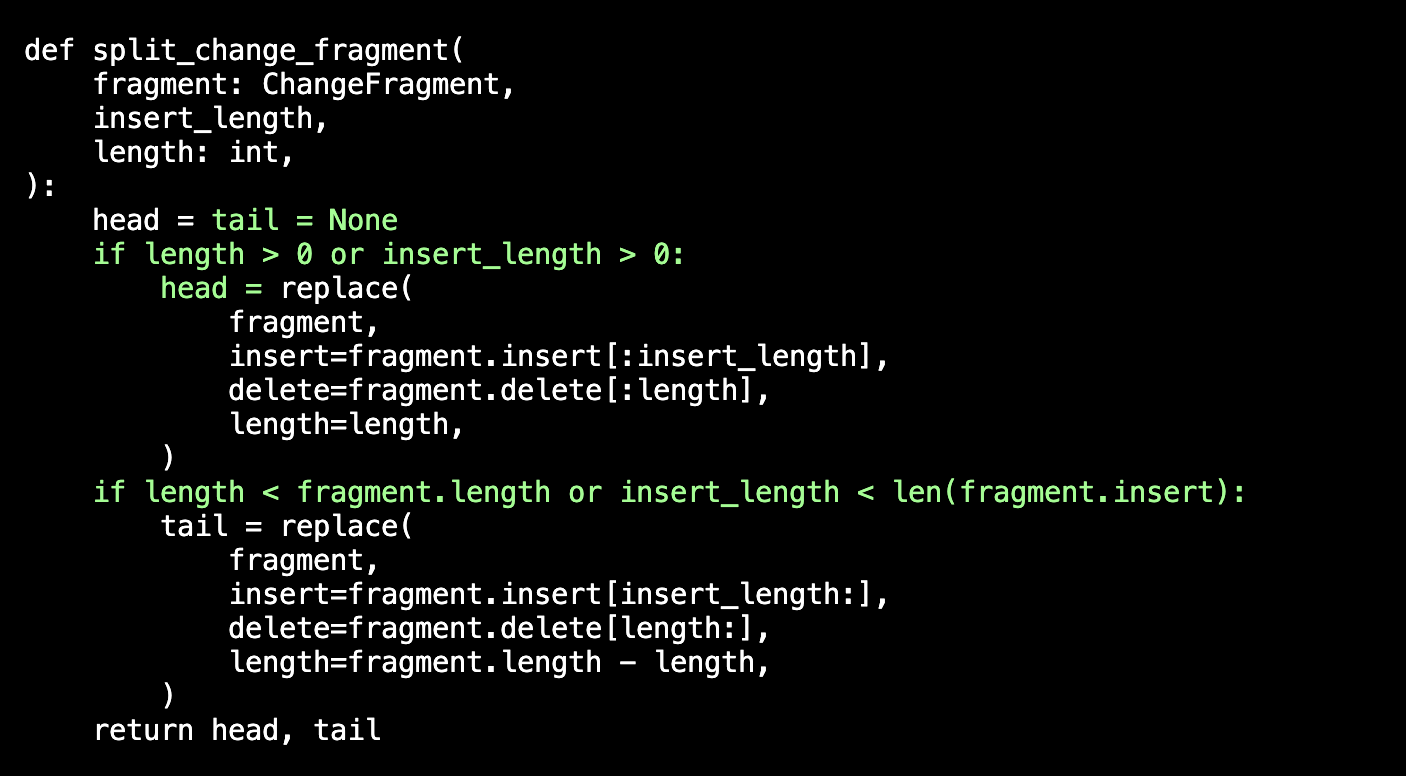 def split_change_fragment(
    fragment: ChangeFragment,
    insert_length,
    length: int,
):
    head = tail = None
    if length > 0 or insert_length > 0:
        head = replace(
            fragment,
            insert=fragment.insert[:insert_length],
            delete=fragment.delete[:length],
            length=length,
        )
    if length < fragment.length or insert_length < len(fragment.insert):
        tail = replace(
            fragment,
            insert=fragment.insert[insert_length:],
            delete=fragment.delete[length:],
            length=fragment.length - length,
        )
    return head, tail